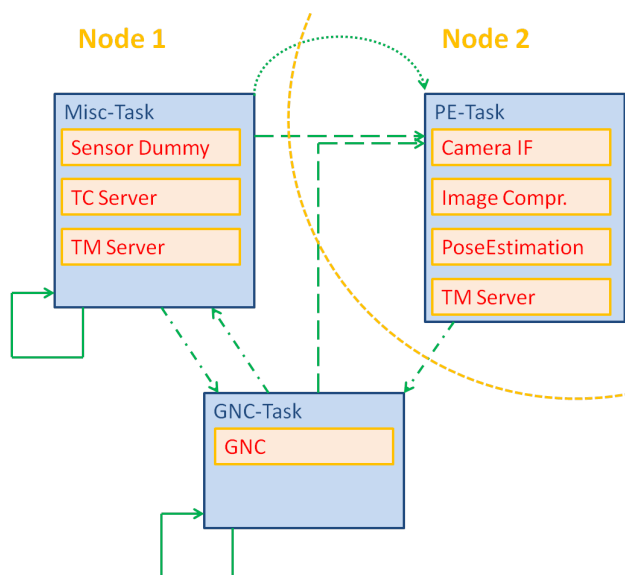 Node 1
Node 2
Misc-Task
Sensor Dummy
TC Server
TM Server
PE-Task
Camera IF
Image Compr.
PoseEstimation
TM Server
GNC-Task
GNC